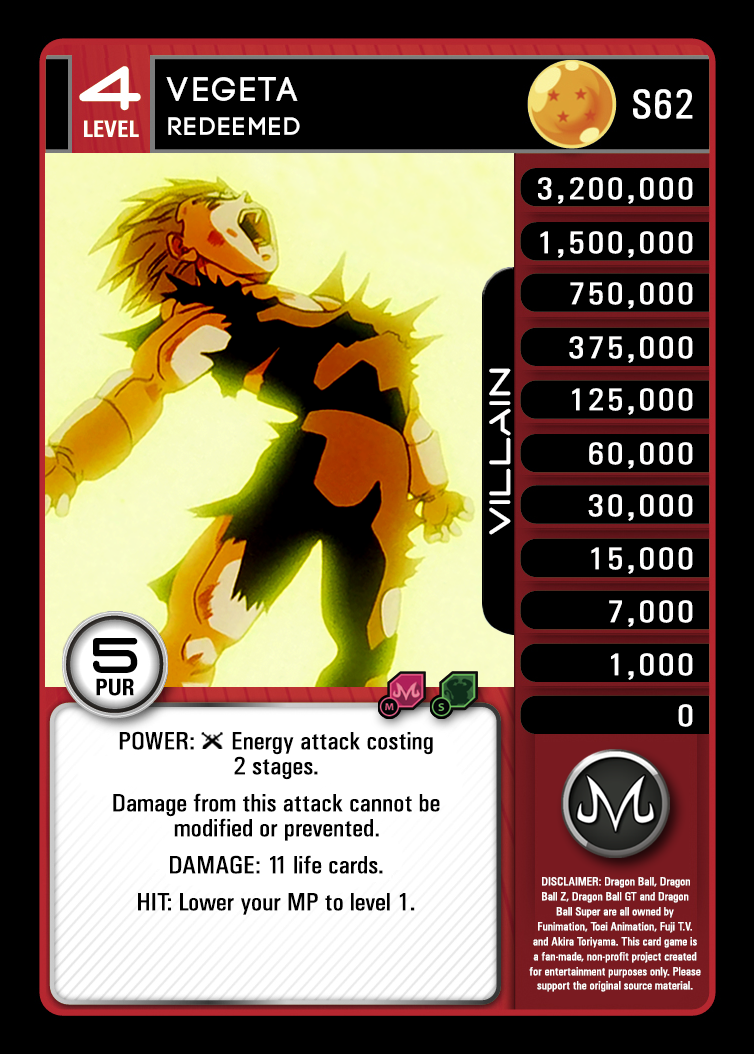 4
LEVEL
VEGETA
REDEEMED
S62
3,200,000
1,500,000
750,000
375,000
125,000
60,000
30,000
15,000
7,000
1,000
0
VILLAIN
5
PUR
M
S
POWER: Energy attack costing
2 stages.
Damage from this attack cannot be
modified or prevented.
DAMAGE: 11 life cards.
HIT: Lower your MP to level 1.
DISCLAIMER: Dragon Ball, Dragon
Ball Z, Dragon Ball GT and Dragon
Ball Super are all owned by
Funimation, Toei Animation, Fuji T.V.
and Akira Toriyama. This card game is
a fan-made, non-profit project created
for entertainment purposes only. Please
support the original source material.